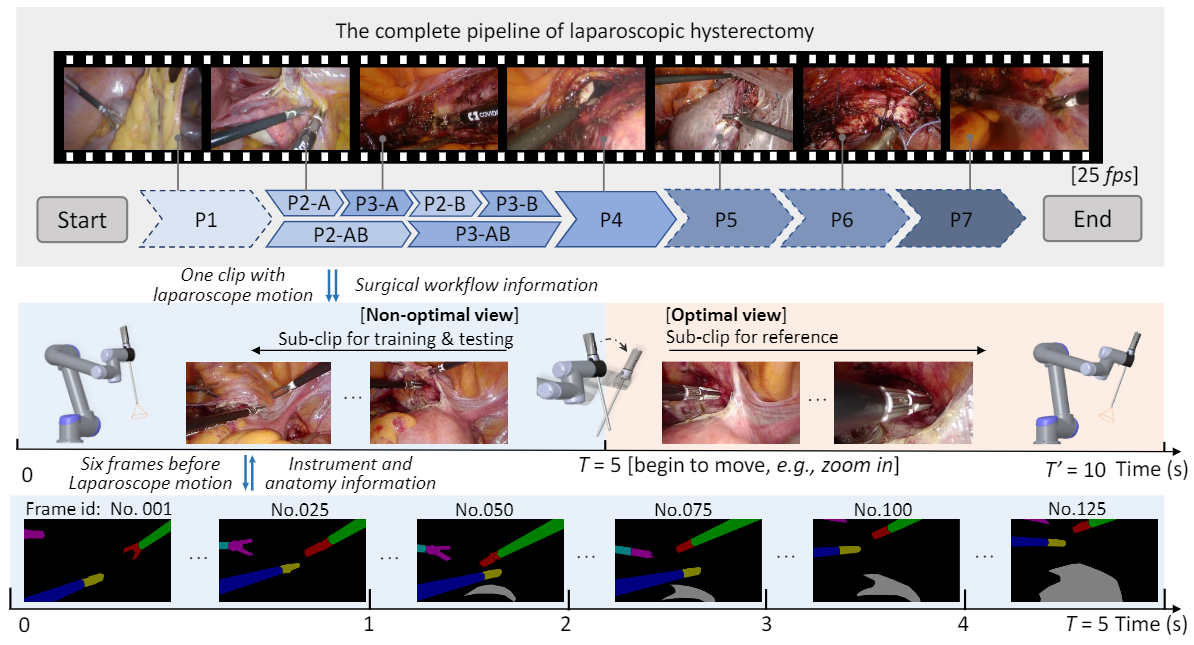 The complete pipeline of laparoscopic hysterectomy
[25 fps]
Start
P1
P2-A
P3-A
P2-B
P3-B
P2-AB
P3-AB
P4
P5
P6
P7
End
One clip with
laparoscope motion
Surgical workflow information
[Non-optimal view]
Sub-clip for training & testing
[Optimal view]
Sub-clip for reference
...
...
0
T = 5 [begin to move, e.g., zoom in]
T' = 10 Time (s)
Six frames before
Laparoscope motion
Instrument and
anatomy information
Frame id: No. 001
No.025
No.050
No.075
No.100
No.125
...
...
...
...
...
0
1
2
3
4
T = 5 Time (s)